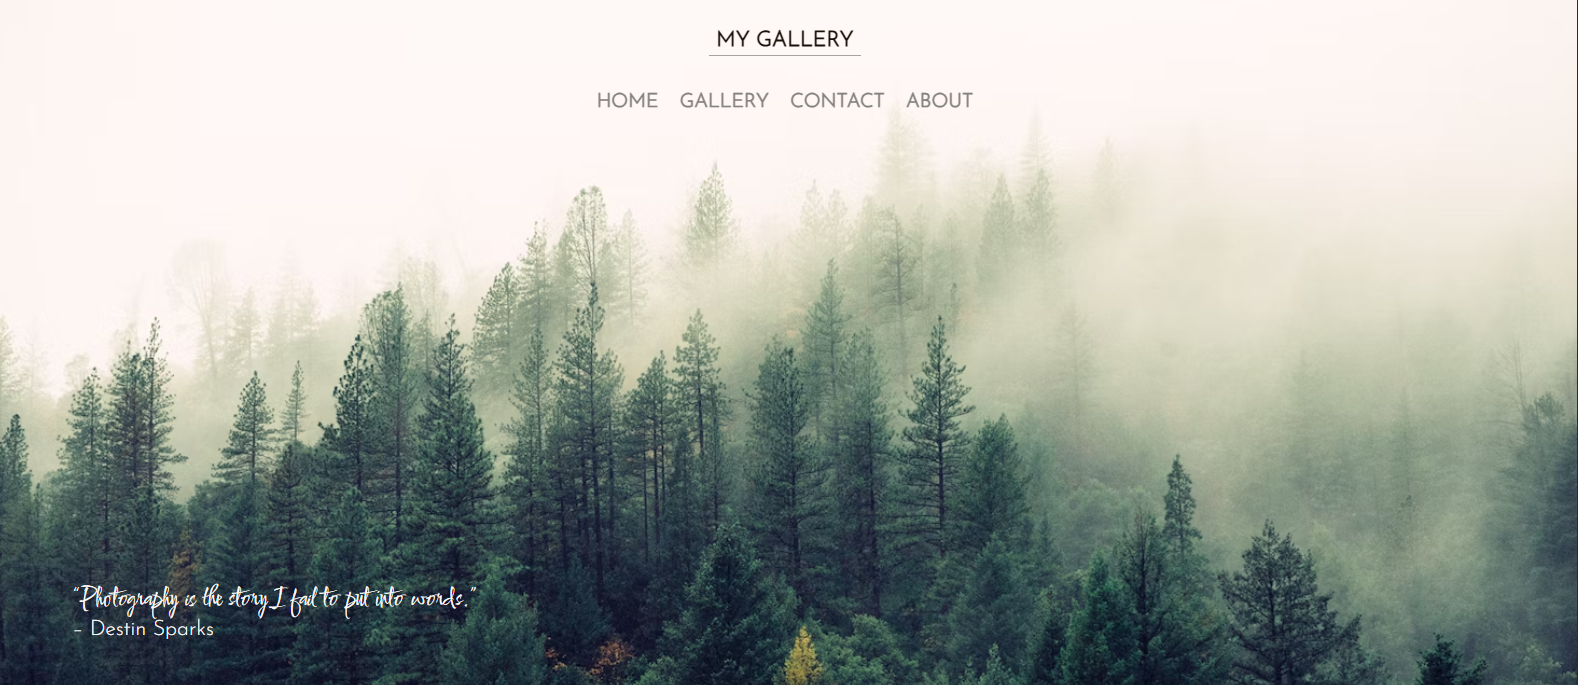 MY GALLERY
HOME GALLERY CONTACT ABOUT
“Photography is the story I fail to put into words.”
– Destin Sparks